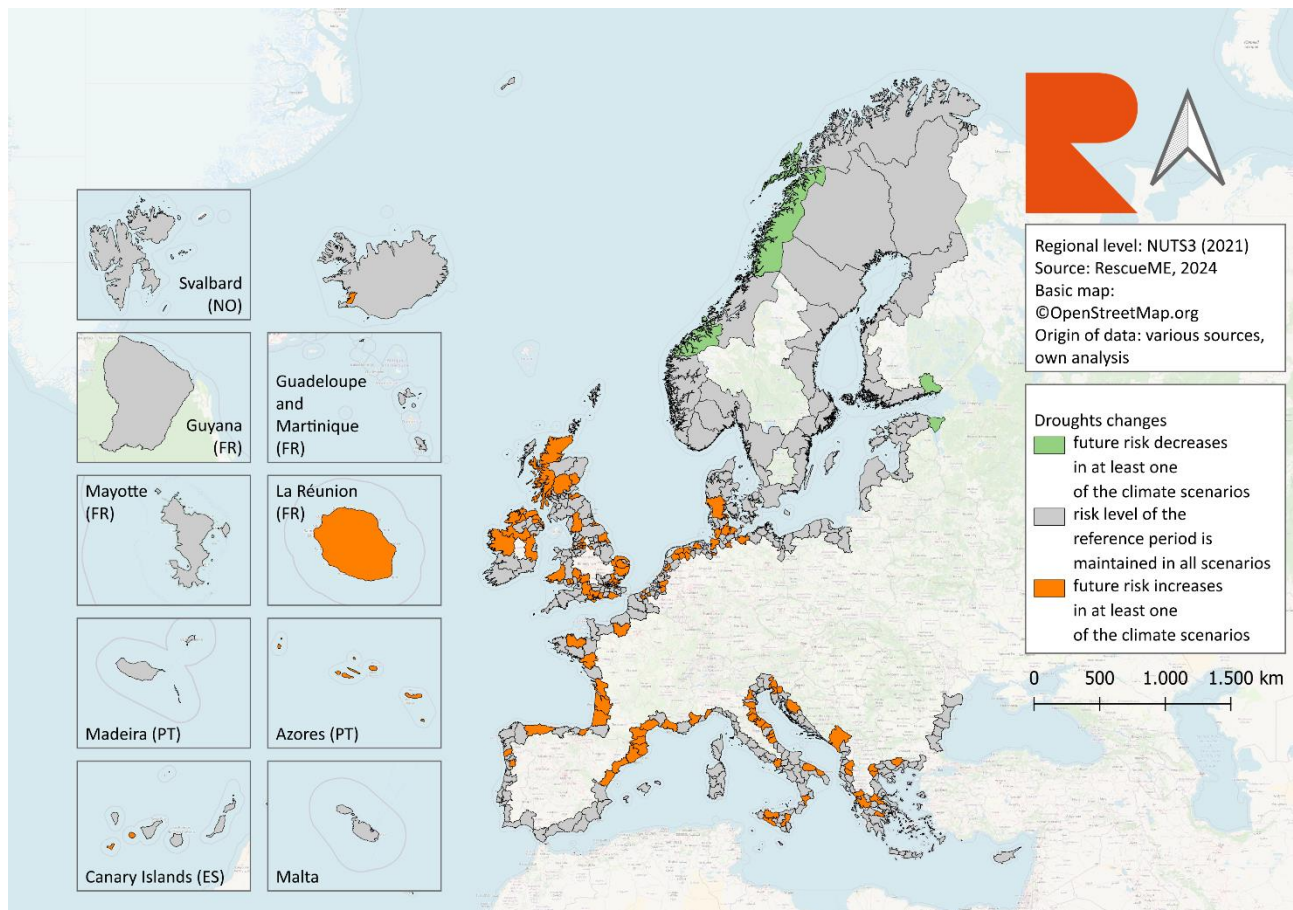 Svalbard
(NO)
Guyana
(FR)
Guadeloupe
and
Martinique
(FR)
Mayotte
(FR)
La Réunion
(FR)
Madeira (PT)
Azores (PT)
Canary Islands (ES)
Malta
R
Regional level: NUTS3 (2021)
Source: RescueME, 2024
Basic map:
©OpenStreetMap.org
Origin of data: various sources,
own analysis
Droughts changes
future risk decreases
in at least one
of the climate scenarios
risk level of the
reference period is
maintained in all scenarios
future risk increases
in at least one
of the climate scenarios
0 500 1.000 1.500 km